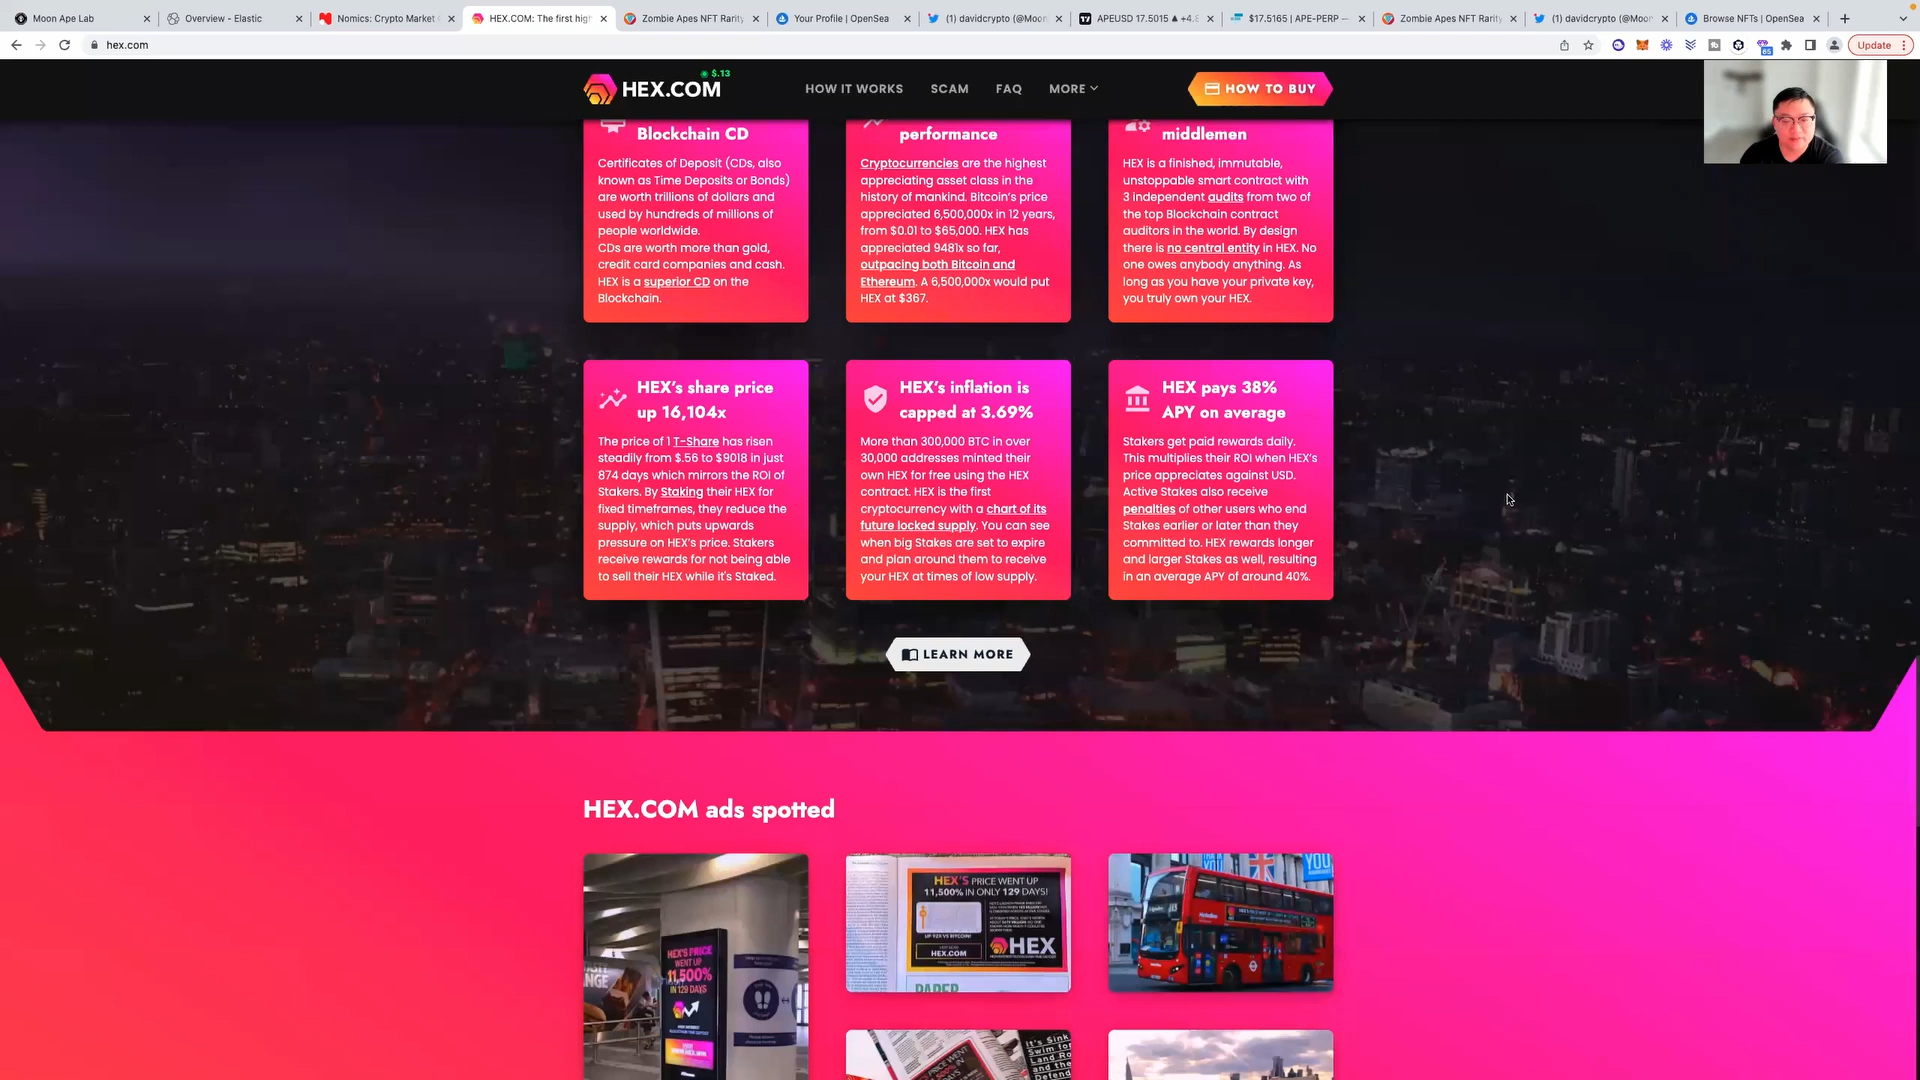 Moon Ape Lab
Overview - Elastic
Nomics: Crypto Market
HEX.COM: The first hig
Zombie Apes NFT Rarity
Your Profile | OpenSea
(1) davidcrypto (@Moon
APEUSD 17.5015 ▲ +4.8
$17.5165 | APE-PERP —
Zombie Apes NFT Rarity
(1) davidcrypto (@Moon
Browse NFTs | OpenSea
hex.com
65
Update
$.13
HEX.COM
HOW IT WORKS
SCAM
FAQ
MORE
HOW TO BUY
Blockchain CD
Certificates of Deposit (CDs, also
known as Time Deposits or Bonds)
are worth trillions of dollars and
used by hundreds of millions of
people worldwide.
CDs are worth more than gold,
credit card companies and cash.
HEX is a superior CD on the
Blockchain.
performance
Cryptocurrencies are the highest
appreciating asset class in the
history of mankind. Bitcoin's price
appreciated 6,500,000x in 12 years,
from $0.01 to $65,000. HEX has
appreciated 9481x so far,
outpacing both Bitcoin and
Ethereum. A 6,500,000x would put
HEX at $367.
middlemen
HEX is a finished, immutable,
unstoppable smart contract with
3 independent audits from two of
the top Blockchain contract
auditors in the world. By design
there is no central entity in HEX. No
one owes anybody anything. As
long as you have your private key,
you truly own your HEX.
HEX's share price
up 16,104x
The price of 1 T-Share has risen
steadily from $.56 to $9018 in just
874 days which mirrors the ROI of
Stakers. By Staking their HEX for
fixed timeframes, they reduce the
supply, which puts upwards
pressure on HEX's price. Stakers
receive rewards for not being able
to sell their HEX while it's Staked.
HEX's inflation is
capped at 3.69%
More than 300,000 BTC in over
30,000 addresses minted their
own HEX for free using the HEX
contract. HEX is the first
cryptocurrency with a chart of its
future locked supply. You can see
when big Stakes are set to expire
and plan around them to receive
your HEX at times of low supply.
HEX pays 38%
APY on average
Stakers get paid rewards daily.
This multiplies their ROI when HEX's
price appreciates against USD.
Active Stakes also receive
penalties of other users who end
Stakes earlier or later than they
committed to. HEX rewards longer
and larger Stakes as well, resulting
in an average APY of around 40%.
LEARN MORE
HEX.COM ads spotted
HEX'S PRICE
WENT UP
11,500%
IN 129 DAYS
HEX'S PRICE WENT UP
11,500% IN ONLY 129 DAYS!
HEX.COM
HEX
PAPER
YOU
It's Sink
Swim for
Land Ro
and the
Defend